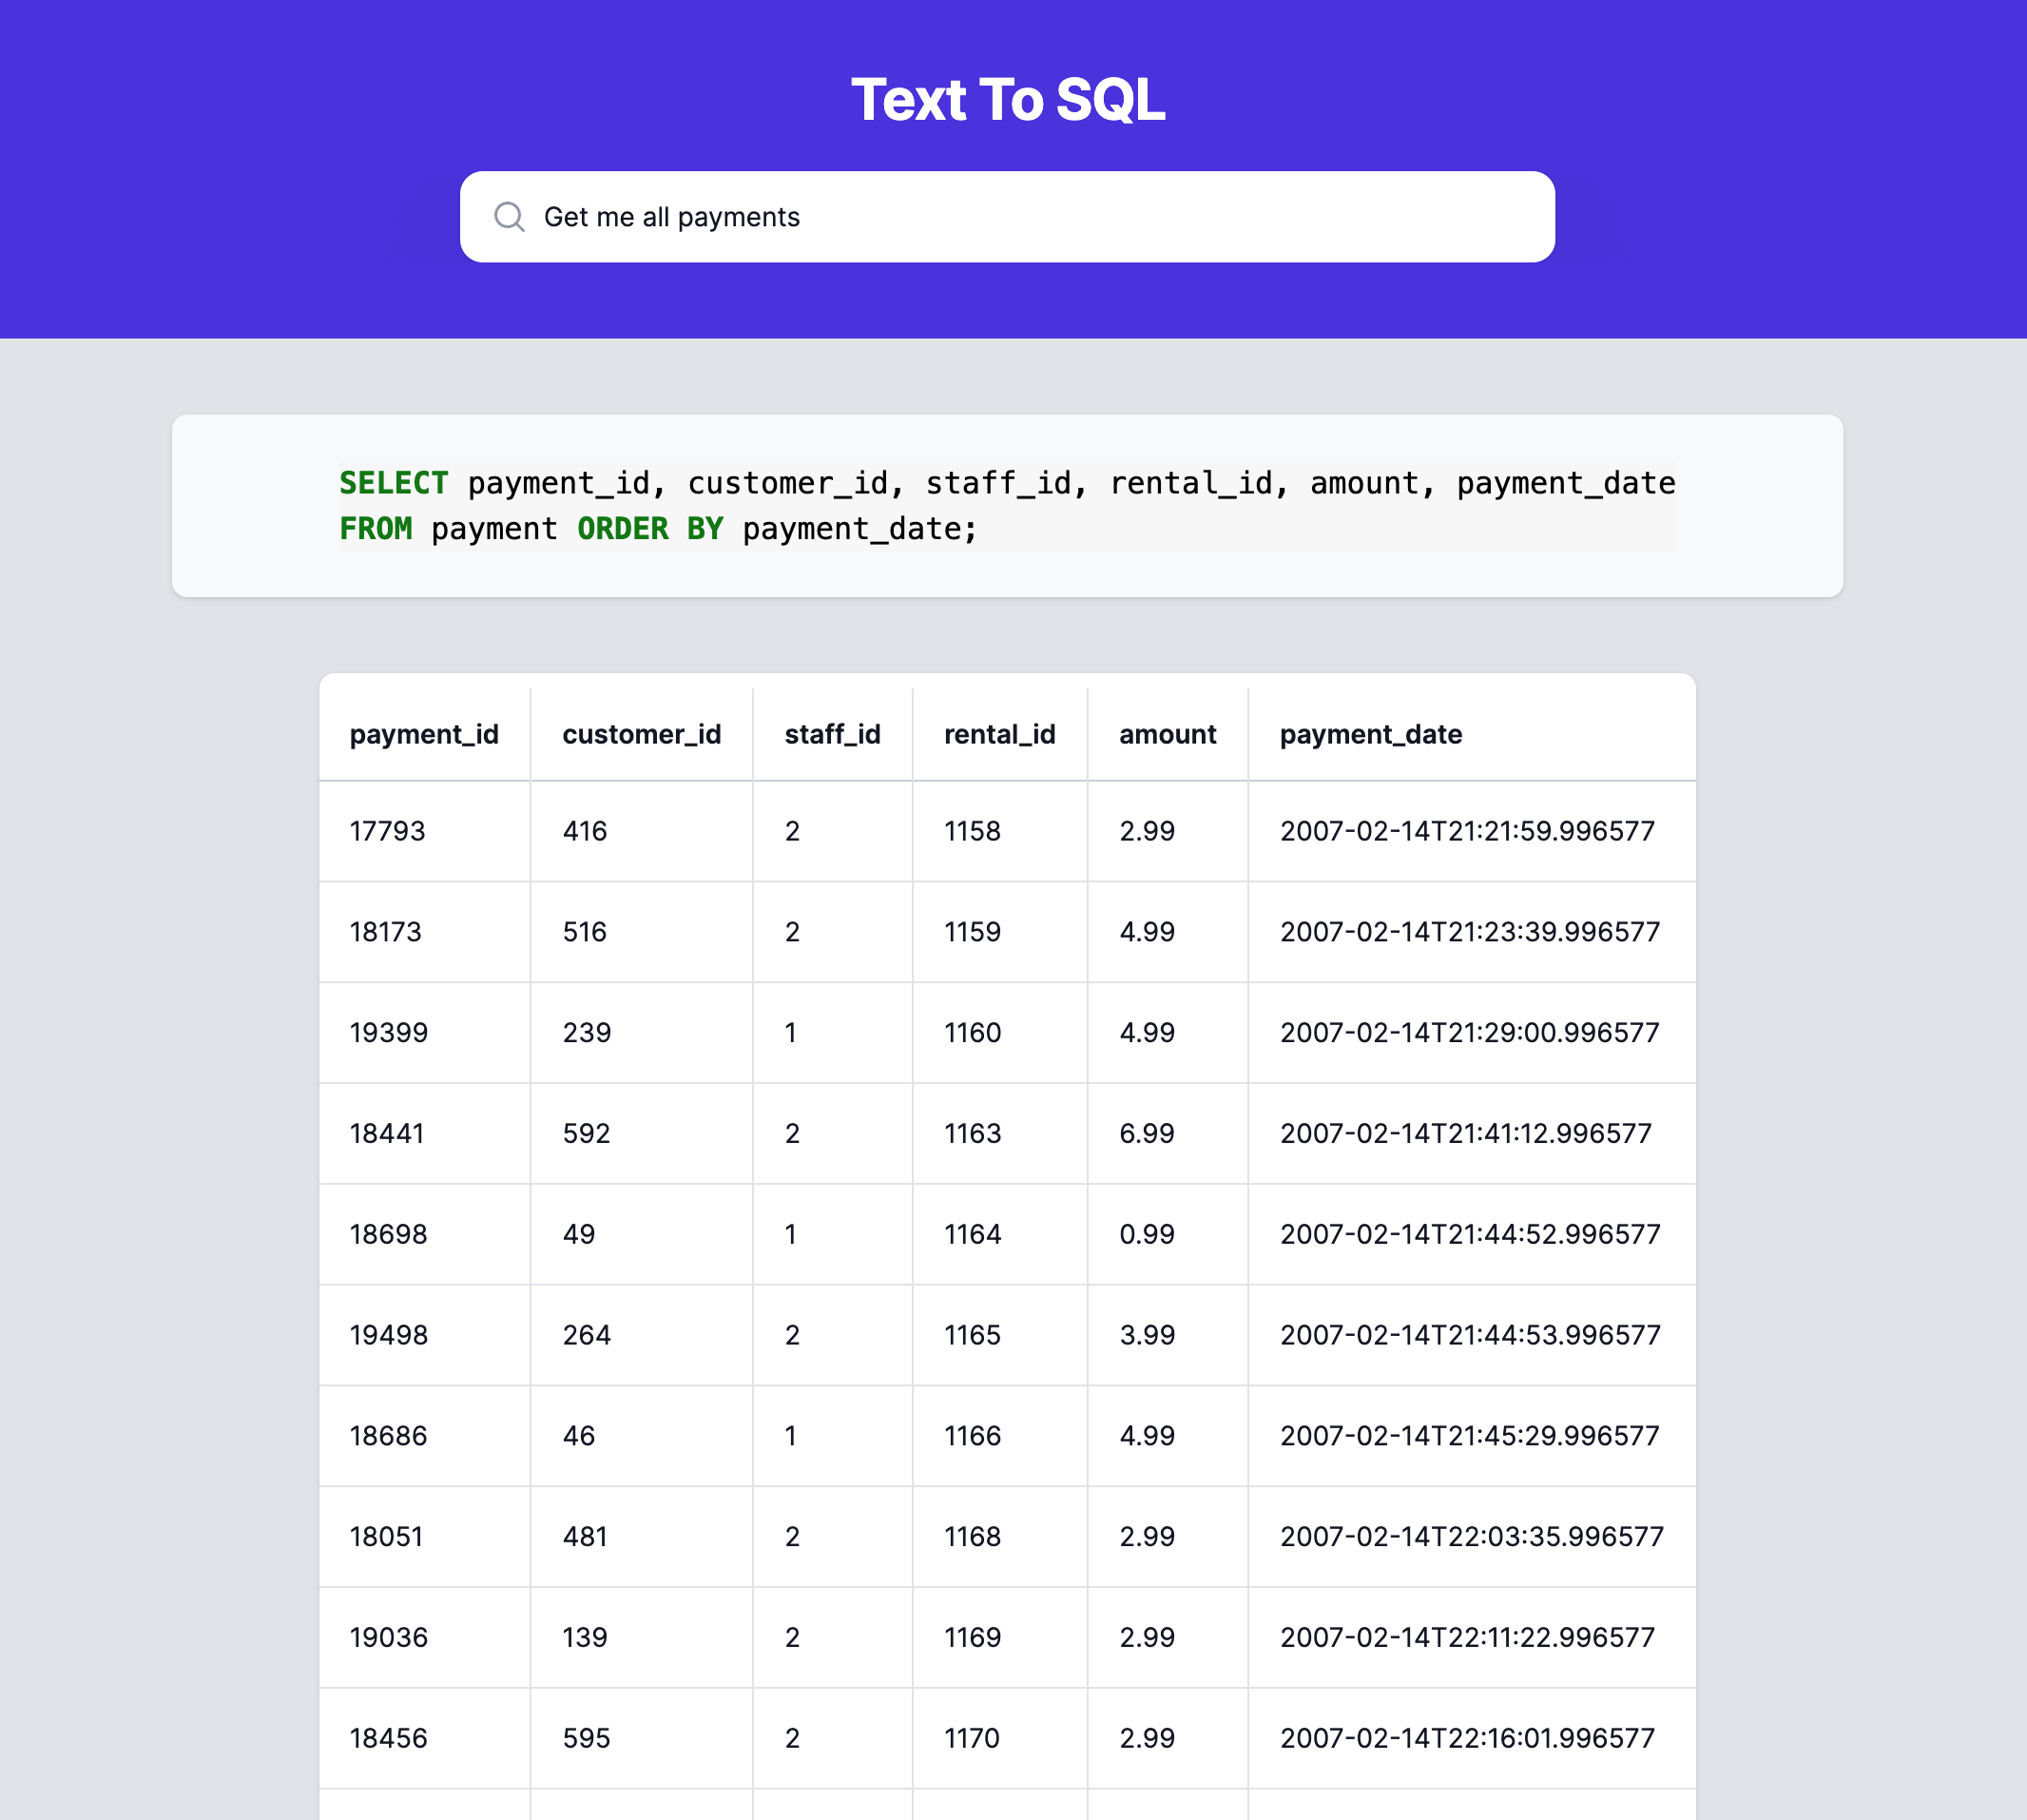 Text To SQL
Get me all payments
SELECT payment_id, customer_id, staff_id, rental_id, amount, payment_date
FROM payment ORDER BY payment_date;
payment_id customer_id staff_id rental_id amount payment_date
17793 416 2 1158 2.99 2007-02-14T21:21:59.996577
18173 516 2 1159 4.99 2007-02-14T21:23:39.996577
19399 239 1 1160 4.99 2007-02-14T21:29:00.996577
18441 592 2 1163 6.99 2007-02-14T21:41:12.996577
18698 49 1 1164 0.99 2007-02-14T21:44:52.996577
19498 264 2 1165 3.99 2007-02-14T21:44:53.996577
18686 46 1 1166 4.99 2007-02-14T21:45:29.996577
18051 481 2 1168 2.99 2007-02-14T22:03:35.996577
19036 139 2 1169 2.99 2007-02-14T22:11:22.996577
18456 595 2 1170 2.99 2007-02-14T22:16:01.996577